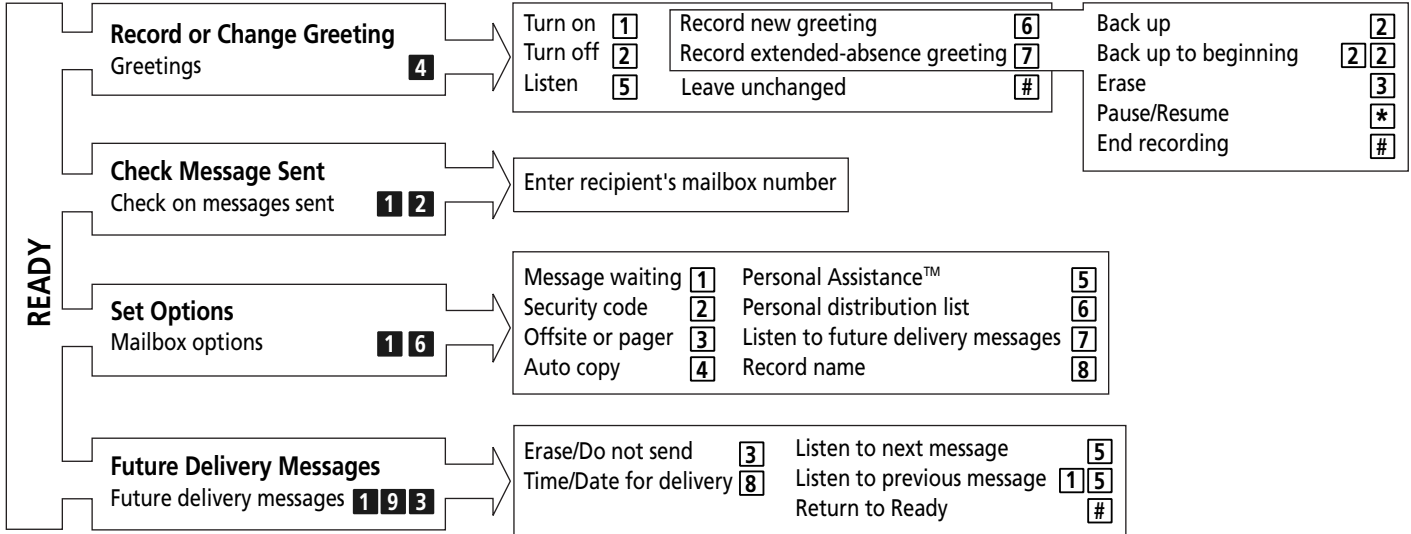 READY
Record or Change Greeting
Greetings 4
Turn on 1
Turn off 2
Listen 5
Record new greeting 6
Record extended-absence greeting 7
Leave unchanged #
Back up 2
Back up to beginning 2 2
Erase 3
Pause/Resume *
End recording #
Check Message Sent
Check on messages sent 1 2
Enter recipient's mailbox number
Set Options
Mailbox options 1 6
Message waiting 1
Security code 2
Offsite or pager 3
Auto copy 4
Personal Assistance™ 5
Personal distribution list 6
Listen to future delivery messages 7
Record name 8
Future Delivery Messages
Future delivery messages 1 9 3
Erase/Do not send 3
Time/Date for delivery 8
Listen to next message 5
Listen to previous message 1 5
Return to Ready #